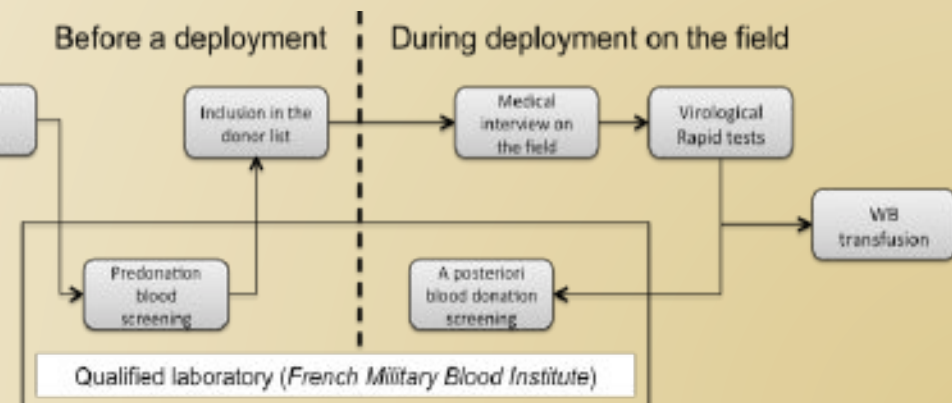 Before a deployment
During deployment on the field
Inclusion in the
donor list
Medical
interview on
the field
Virological
Rapid tests
WB
transfusion
Predonation
blood
screening
A posteriori
blood donation
screening
Qualified laboratory (French Military Blood Institute)